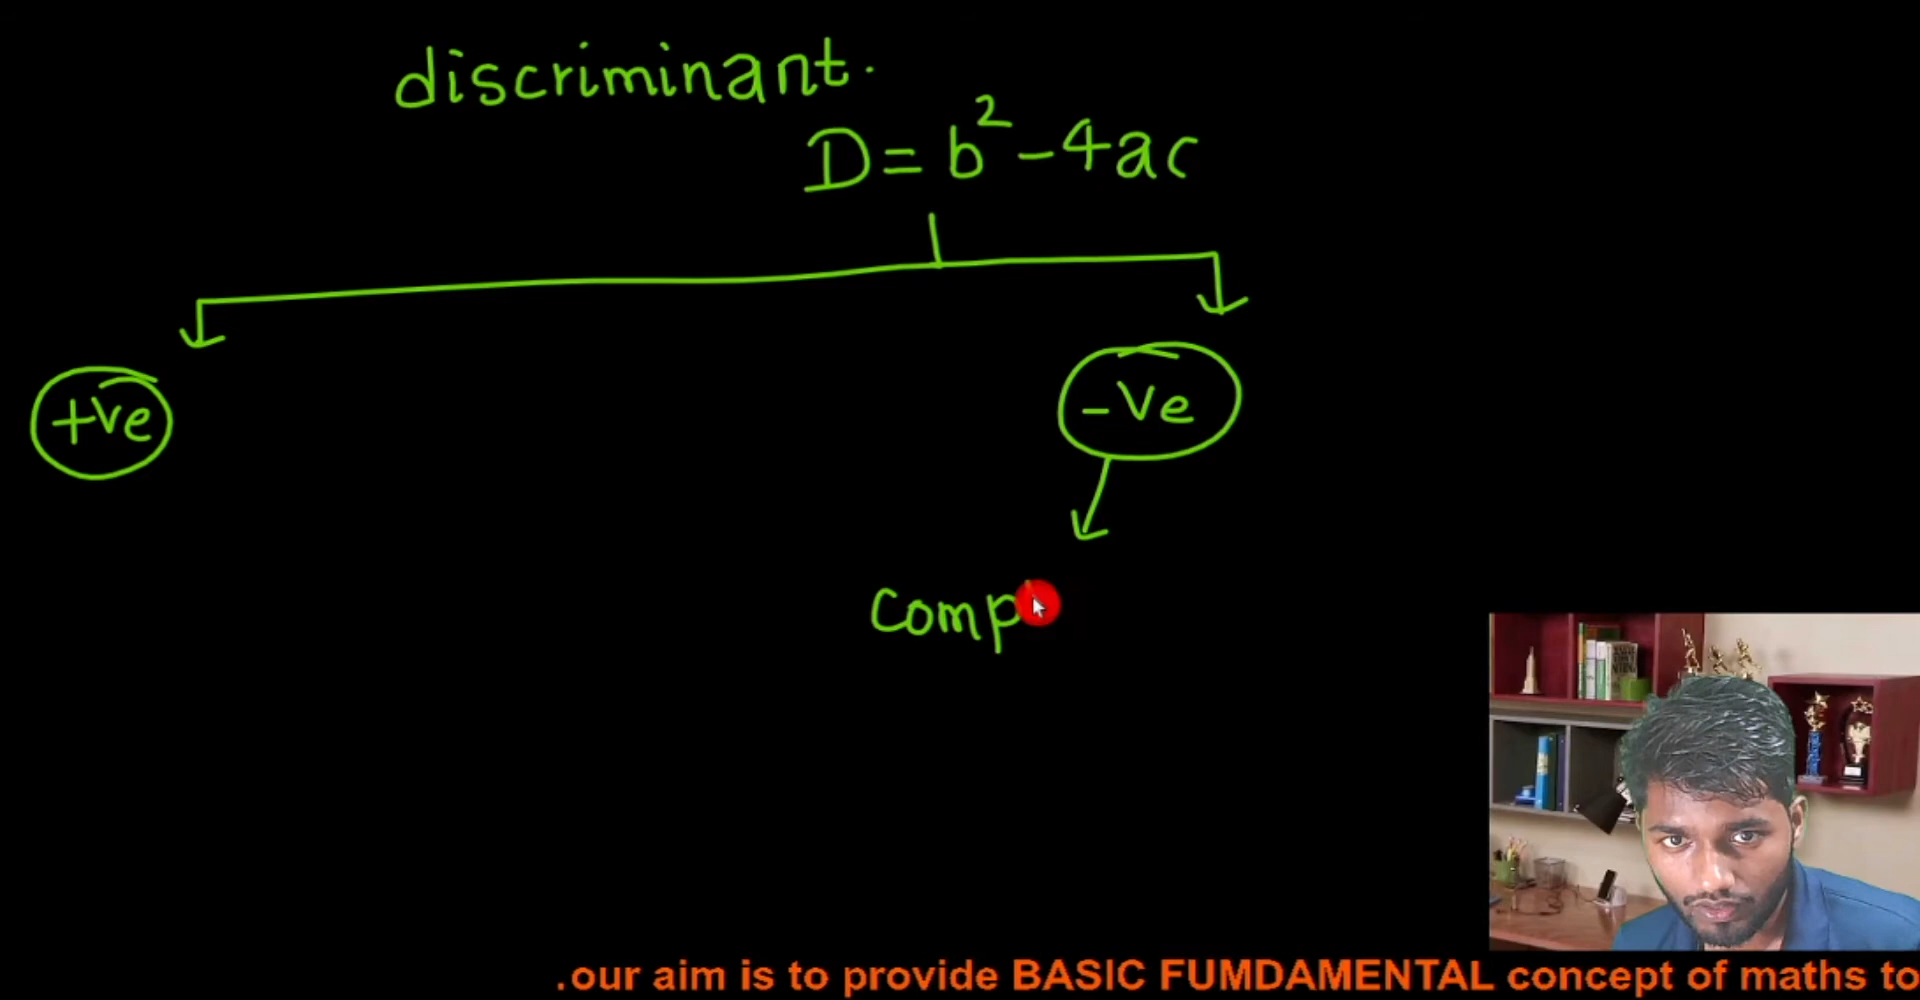 discriminant.
D = b² - 4ac
+ve
-ve
comp
.our aim is to provide BASIC FUMDAMENTAL concept of maths to